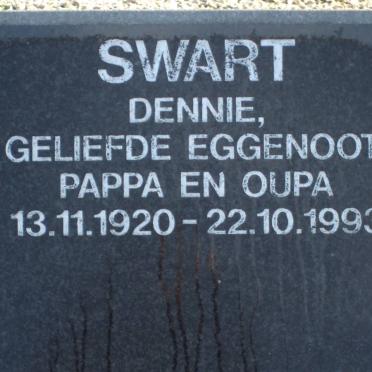 SWART
DENNIE,
GELIEFDE EGGENOOT
PAPPA EN OUPA
13.11.1920 - 22.10.1993